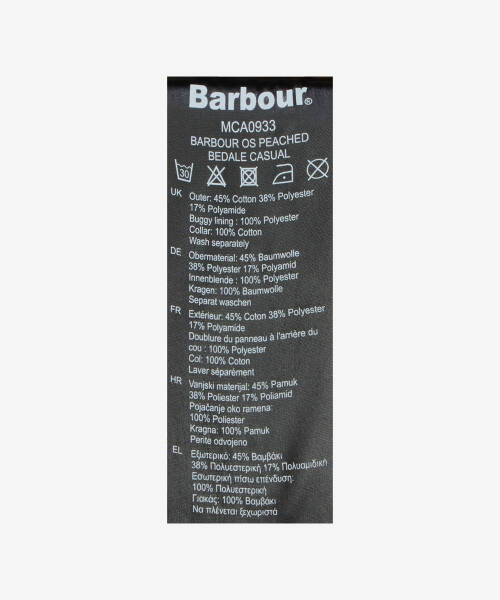 Barbour®
MCA0933
BARBOUR OS PEACHED
BEDALE CASUAL
30
UK Outer: 45% Cotton 38% Polyester
17% Polyamide
Buggy lining : 100% Polyester
Collar: 100% Cotton
Wash separately
DE Obermaterial: 45% Baumwolle
38% Polyester 17% Polyamid
Innenblende : 100% Polyester
Kragen: 100% Baumwolle
Separat waschen
FR Extérieur: 45% Coton 38% Polyester
17% Polyamide
Doublure du panneau à l'arrière du
cou : 100% Polyester
Col: 100% Coton
Laver séparément
HR Vanjski materijal: 45% Pamuk
38% Poliester 17% Poliamid
Pojačanje oko ramena:
100% Poliester
Kragna: 100% Pamuk
Perite odvojeno
EL Εξωτερικό: 45% Βαμβάκι
38% Πολυεστερική 17% Πολυαμιδική
Εσωτερική πίσω επένδυση:
100% Πολυεστερική
Γιακάς: 100% Βαμβάκι
Να πλένεται ξεχωριστά